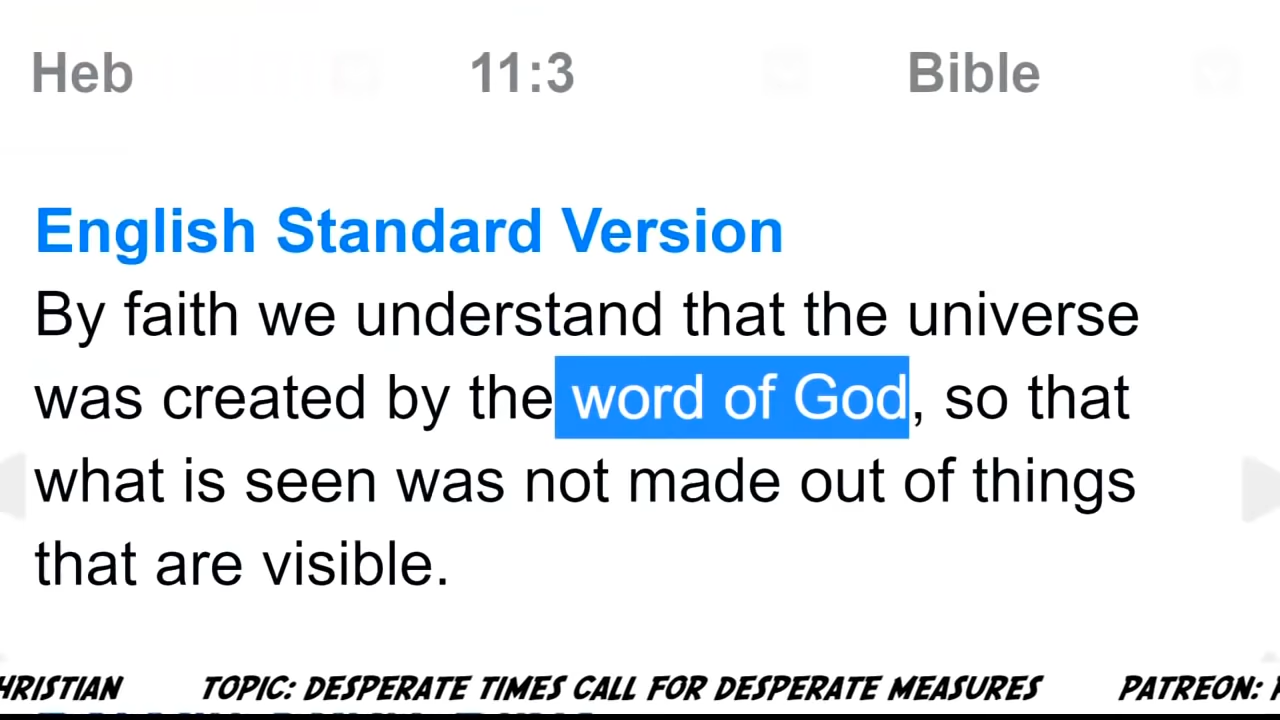 Heb 11:3 Bible
English Standard Version
By faith we understand that the universe
was created by the word of God, so that
what is seen was not made out of things
that are visible.
HRISTIAN TOPIC: DESPERATE TIMES CALL FOR DESPERATE MEASURES PATREON: